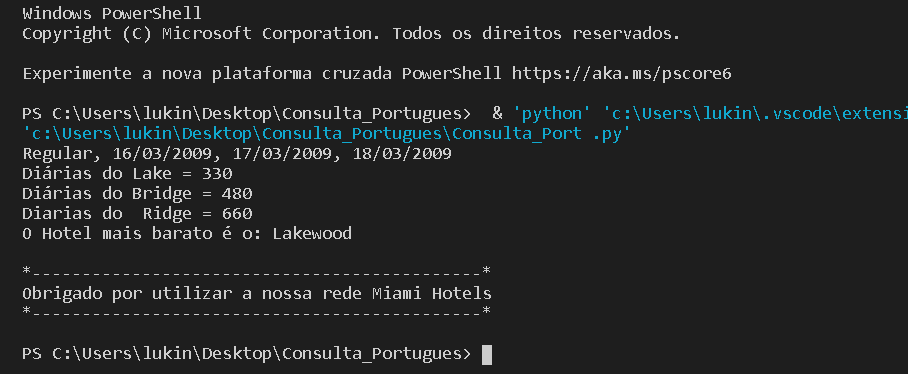 Windows PowerShell
Copyright (C) Microsoft Corporation. Todos os direitos reservados.
Experimente a nova plataforma cruzada PowerShell https://aka.ms/pscore6
PS C:\Users\lukin\Desktop\Consulta_Portugues>  & 'python' 'c:\Users\lukin\.vscode\extensi
'c:\Users\lukin\Desktop\Consulta_Portugues\Consulta_Port .py'
Regular, 16/03/2009, 17/03/2009, 18/03/2009
Diárias do Lake = 330
Diárias do Bridge = 480
Diarias do  Ridge = 660
O Hotel mais barato é o: Lakewood
*---------------------------------------------*
Obrigado por utilizar a nossa rede Miami Hotels
*---------------------------------------------*
PS C:\Users\lukin\Desktop\Consulta_Portugues>